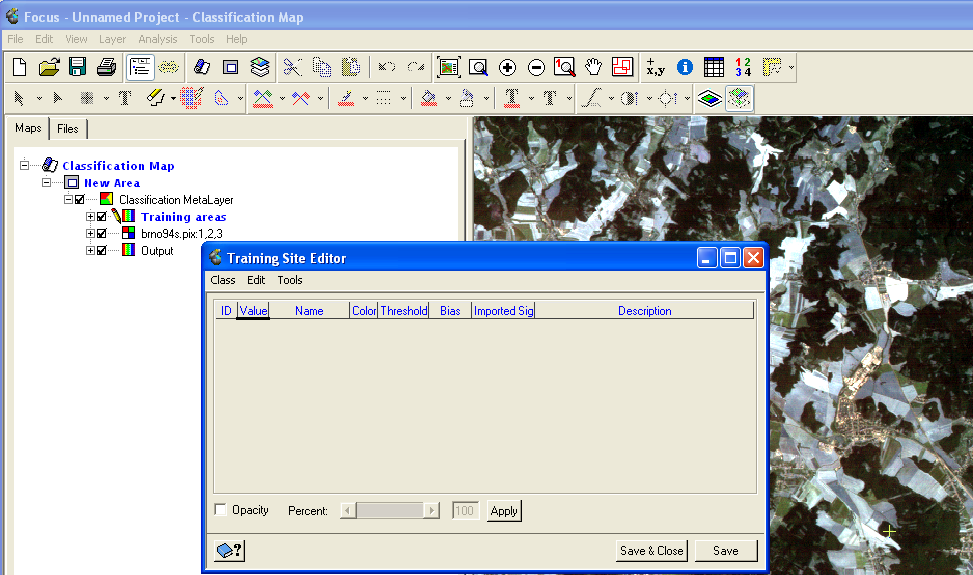 Focus - Unnamed Project - Classification Map
File Edit View Layer Analysis Tools Help
+x,y i 1 2 3 4
T T T
Maps Files
Classification Map
New Area
Classification MetaLayer
Training areas
brno94s.pix:1,2,3
Output
Training Site Editor
Class Edit Tools
ID Value Name Color Threshold Bias Imported Sig Description
Opacity Percent: 100 Apply
? Save & Close Save